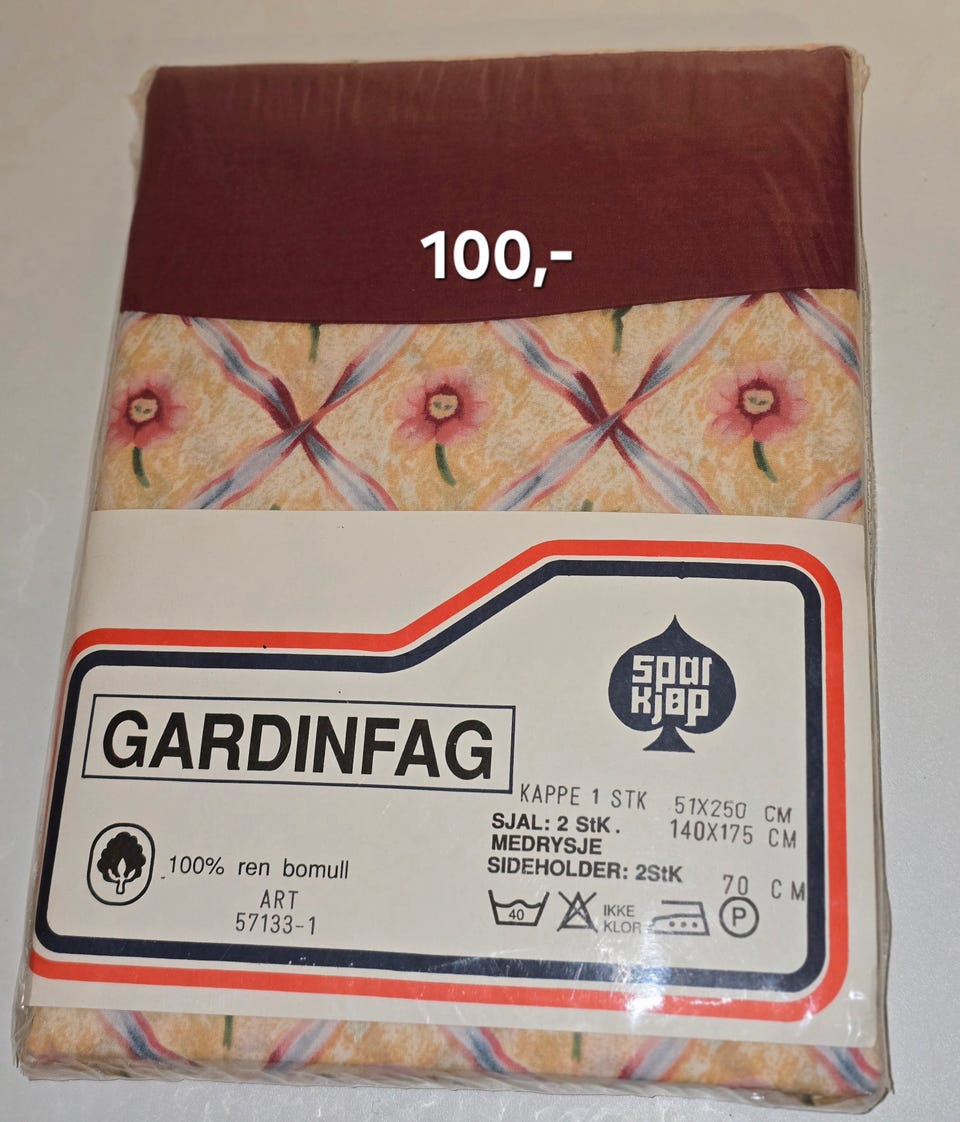 100,-
spar
kjøp
GARDINFAG
KAPPE 1 STK 51X250 CM
SJAL: 2 StK. 140X175 CM
MEDRYSJE
SIDEHOLDER: 2StK 70 CM
100% ren bomull
ART
57133-1
40
IKKE
KLOR
P